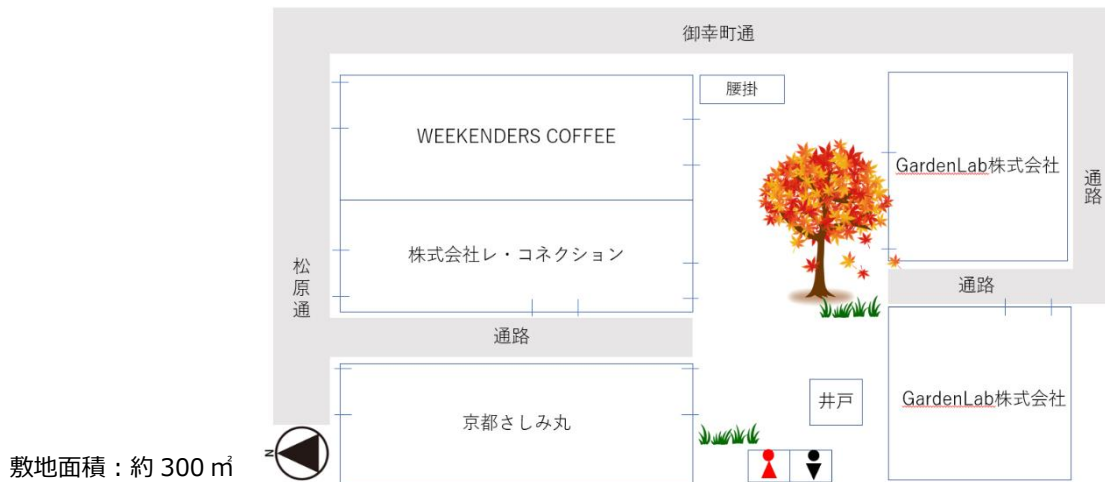 御幸町通
腰掛
WEEKENDERS COFFEE
GardenLab株式会社
通路
株式会社レ・コネクション
松原通
通路
通路
京都さしみ丸
井戸
GardenLab株式会社
N
敷地面積：約 300 ㎡